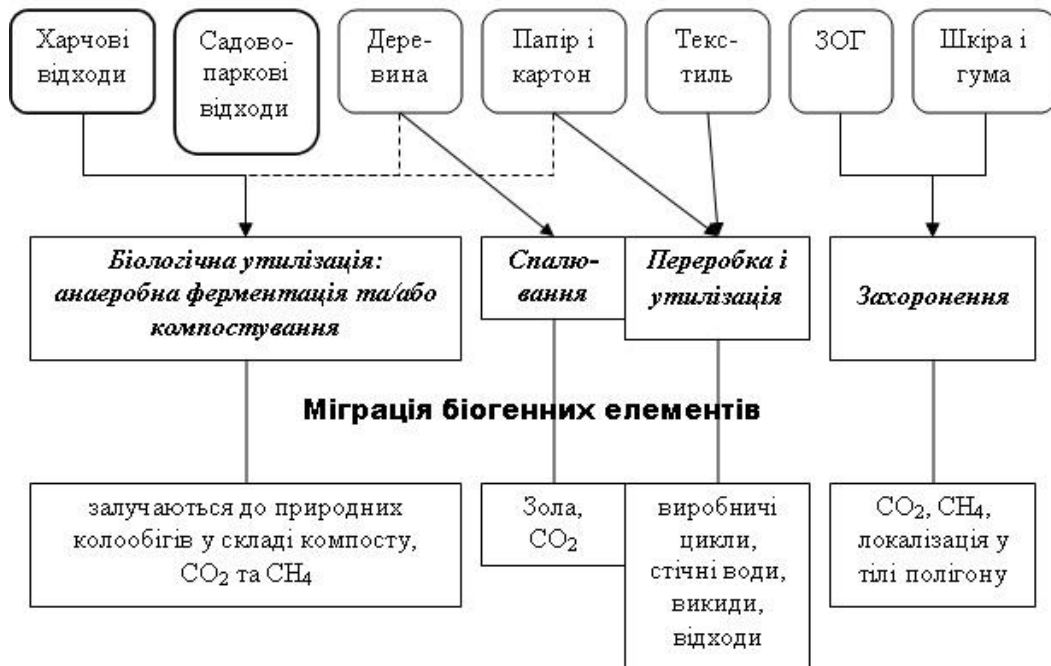 Харчові
відходи
Садово-
паркові
відходи
Дере-
вина
Папір і
картон
Текс-
тиль
ЗОГ
Шкіра і
гума
Біологічна утилізація:
анаеробна ферментація та/або
компостування
Спалю-
вання
Переробка і
утилізація
Захоронення
Міграція біогенних елементів
залучаються до природних
колообігів у складі компосту,
CO2 та CH4
Зола,
CO2
виробничі
цикли,
стічні води,
викиди,
відходи
CO2, CH4,
локалізація у
тілі полігону